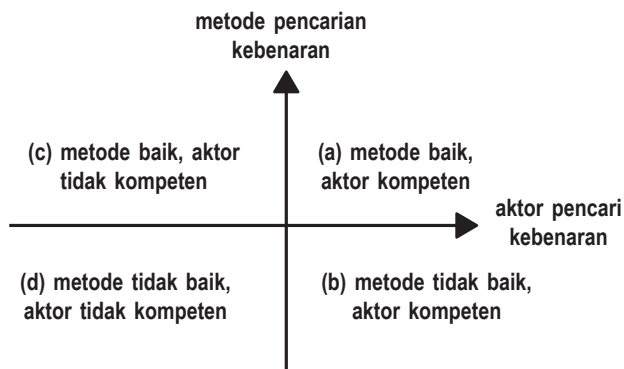 metode pencarian
kebenaran
(c) metode baik, aktor
tidak kompeten
(a) metode baik,
aktor kompeten
aktor pencari
kebenaran
(d) metode tidak baik,
aktor tidak kompeten
(b) metode tidak baik,
aktor kompeten